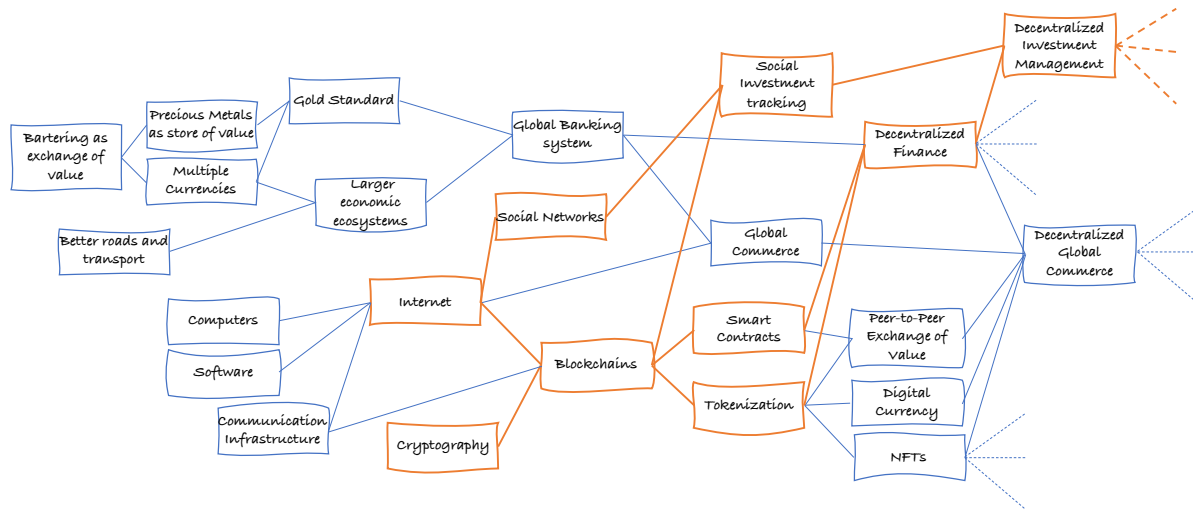 Bartering as
exchange of
value
Precious Metals
as store of value
Multiple
Currencies
Better roads and
transport
Gold Standard
Larger
economic
ecosystems
Computers
Software
Communication
Infrastructure
Internet
Cryptography
Global Banking
system
Social Networks
Blockchains
Social
Investment
tracking
Global
Commerce
Smart
Contracts
Tokenization
Decentralized
Finance
Peer-to-Peer
Exchange of
Value
Digital
Currency
NFTs
Decentralized
Investment
Management
Decentralized
Global
Commerce